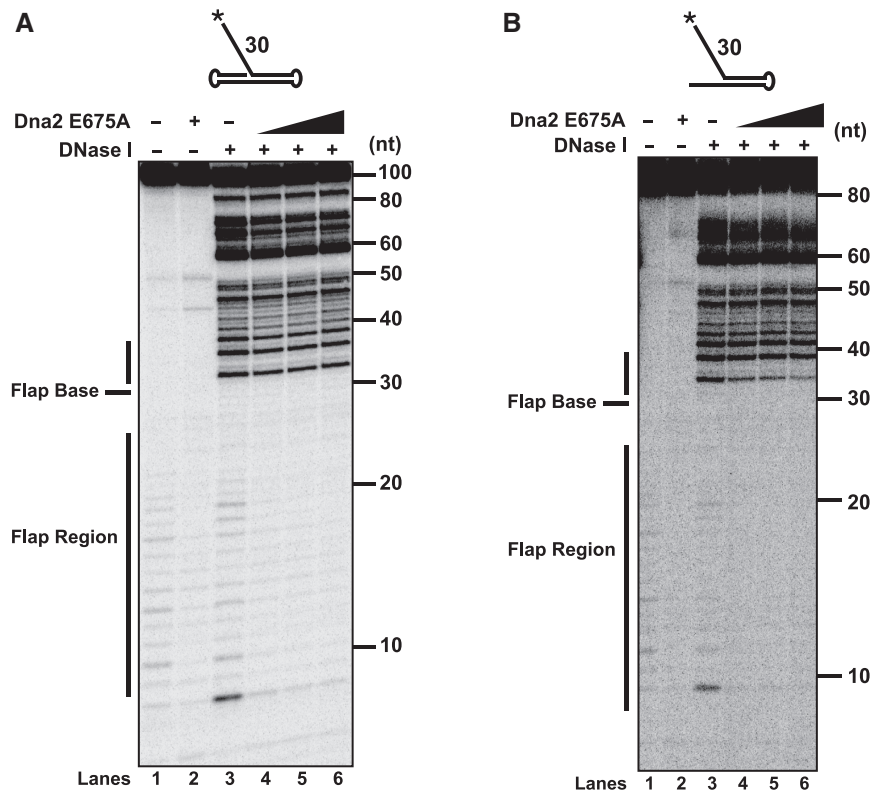 A
*
30
Dna2 E675A - + -
DNase I - - + + + + (nt)
100
80
60
50
40
30
20
10
Flap Base
Flap Region
Lanes 1 2 3 4 5 6
B
*
30
Dna2 E675A - + -
DNase I - - + + + + (nt)
80
60
50
40
30
20
10
Flap Base
Flap Region
Lanes 1 2 3 4 5 6